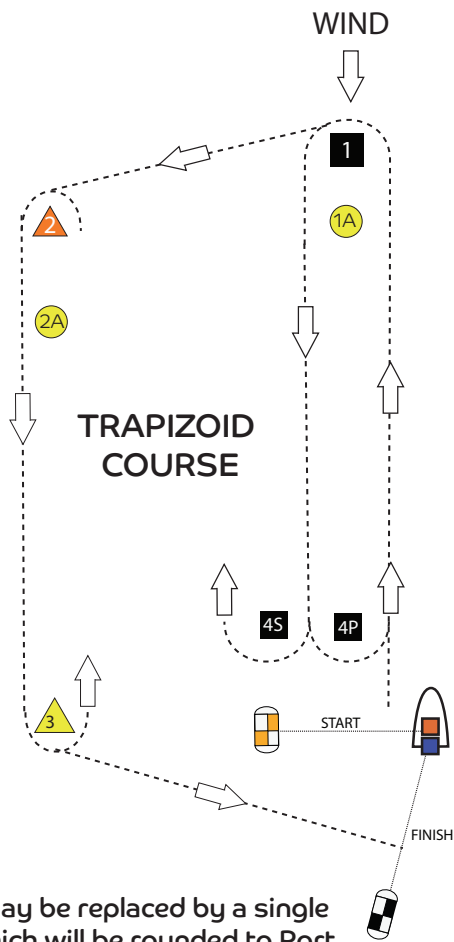 WIND
1
1A
2
2A
TRAPIZOID
COURSE
4S
4P
3
START
FINISH
ay be replaced by a single
ich will be rounded to Port